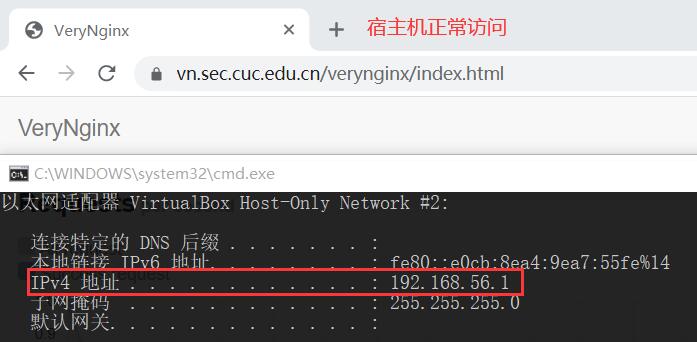 VeryNginx
宿主机正常访问
vn.sec.cuc.edu.cn/verynginx/index.html
VeryNginx
C:\WINDOWS\system32\cmd.exe
以太网适配器 VirtualBox Host-Only Network #2:
连接特定的 DNS 后缀 . . . . . . . :
本地链接 IPv6 地址. . . . . . . . : fe80::e0cb:8ea4:9ea7:55fe%14
IPv4 地址 . . . . . . . . . . . . : 192.168.56.1
子网掩码 . . . . . . . . . . . . : 255.255.255.0
默认网关. . . . . . . . . . . . . :